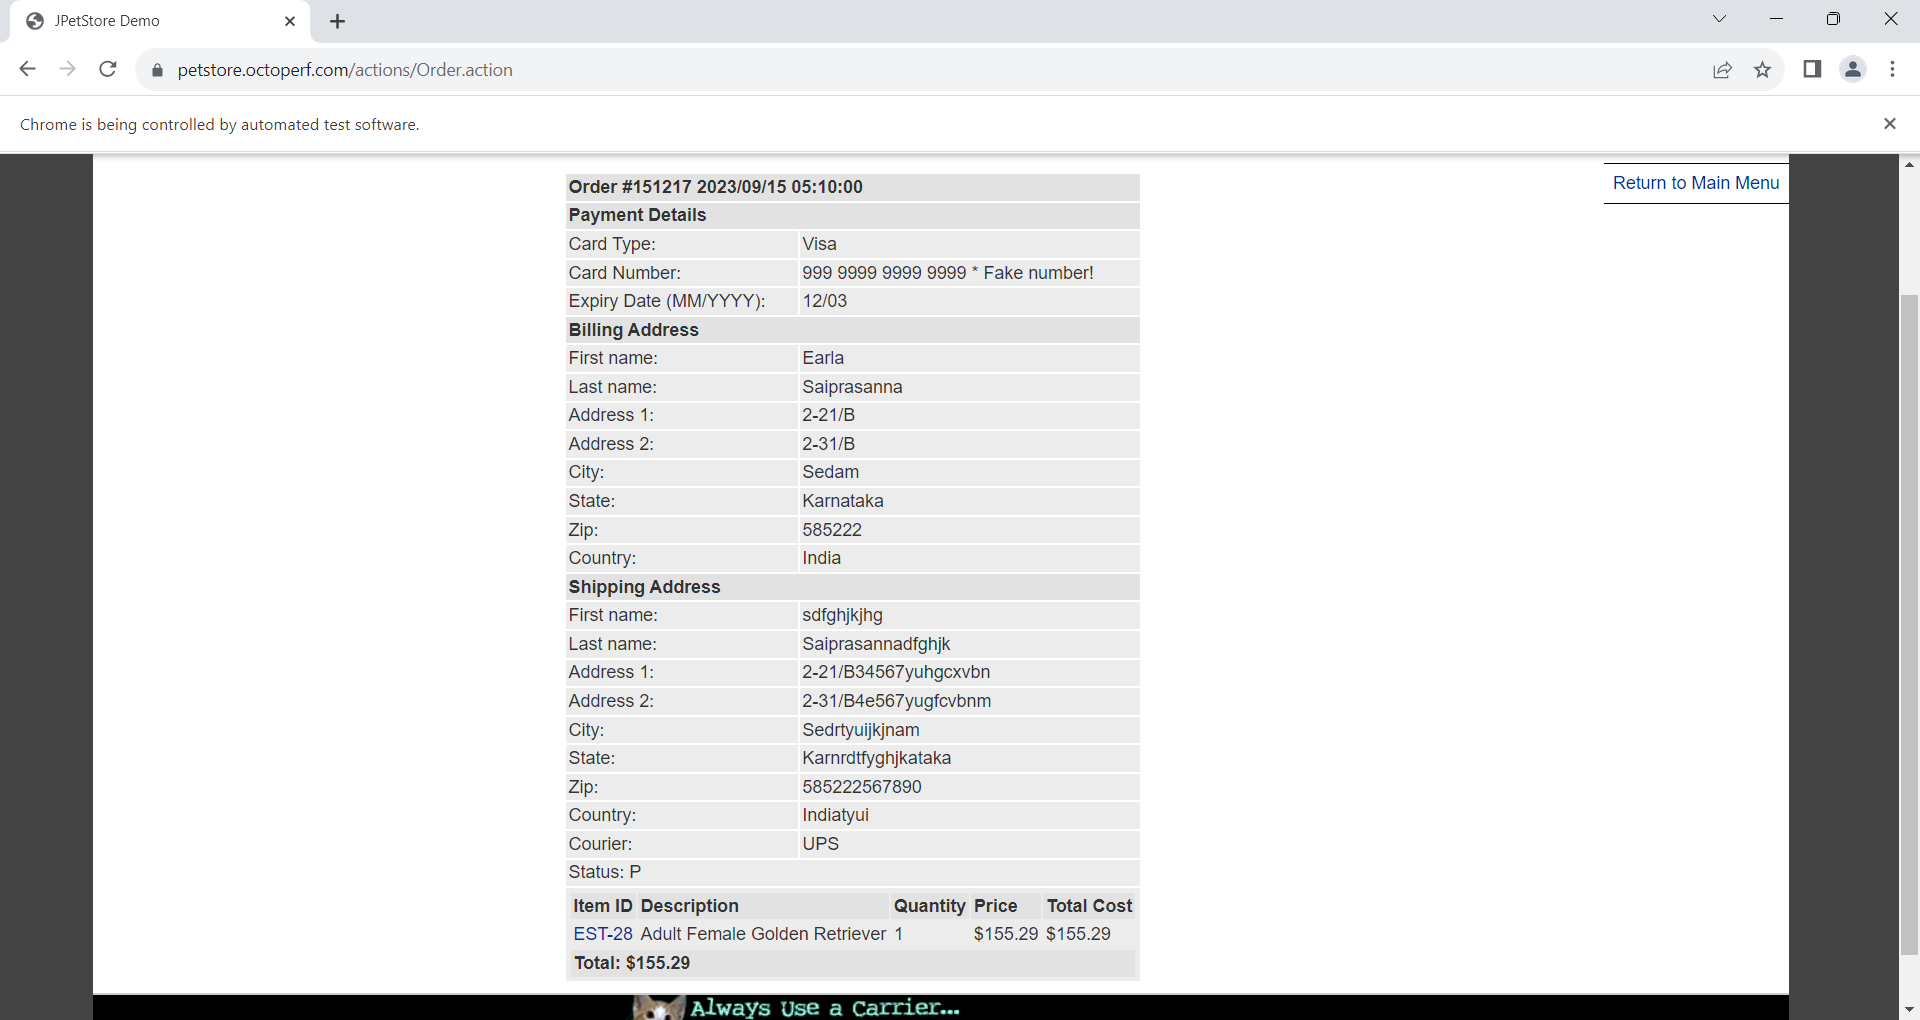 JPetStore Demo
petstore.octoperf.com/actions/Order.action
Chrome is being controlled by automated test software.
Return to Main Menu
Order #151217 2023/09/15 05:10:00
Payment Details
Card Type: Visa
Card Number: 999 9999 9999 9999 * Fake number!
Expiry Date (MM/YYYY): 12/03
Billing Address
First name: Earla
Last name: Saiprasanna
Address 1: 2-21/B
Address 2: 2-31/B
City: Sedam
State: Karnataka
Zip: 585222
Country: India
Shipping Address
First name: sdfghjkjhg
Last name: Saiprasannadfghjk
Address 1: 2-21/B34567yuhgcxvbn
Address 2: 2-31/B4e567yugfcvbnm
City: Sedrtyuijkjnam
State: Karnrdtfyghjkataka
Zip: 585222567890
Country: Indiatyui
Courier: UPS
Status: P
Item ID Description Quantity Price Total Cost
EST-28 Adult Female Golden Retriever 1 $155.29 $155.29
Total: $155.29
Always Use a Carrier...